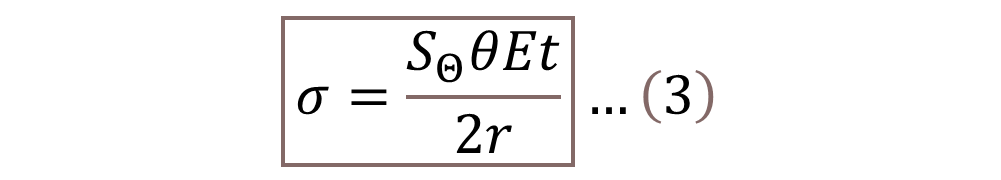 σ = S_Θ θEt / 2r ... (3)